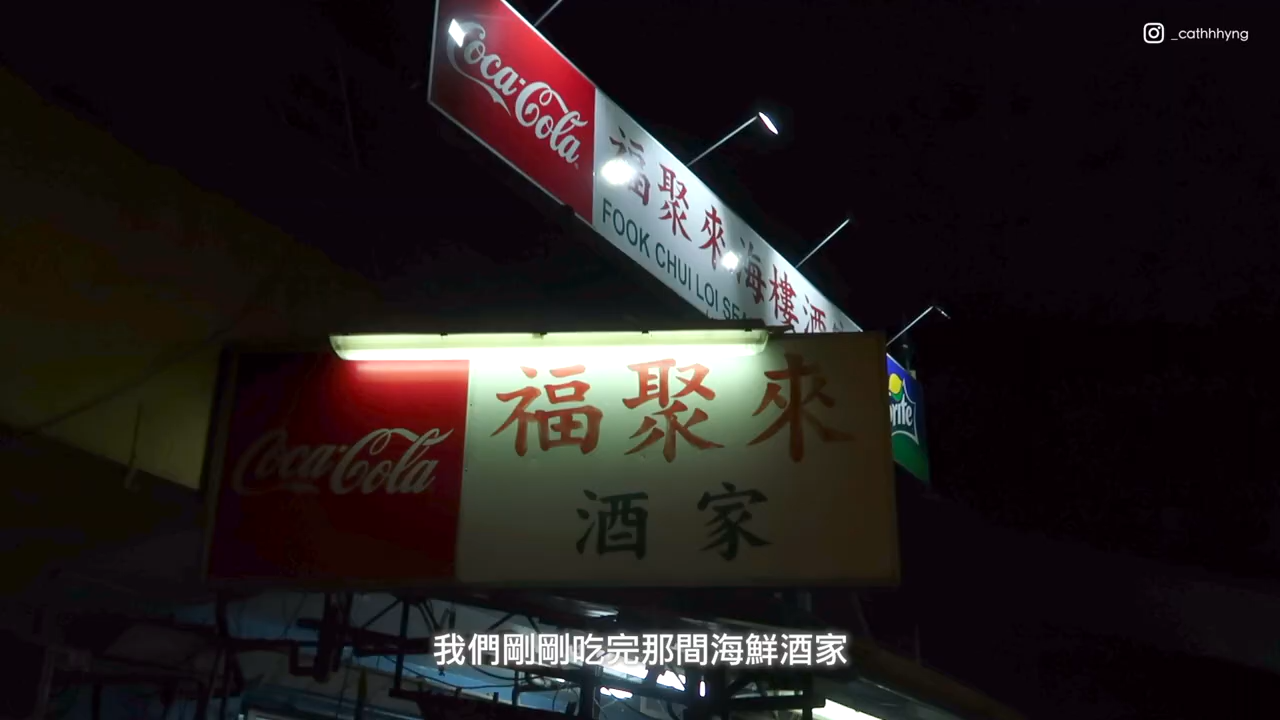 _cathhhyng
Coca-Cola
福聚來海樓酒
FOOK CHUI LOI
Coca-Cola
福聚來
酒家
我們剛剛吃完那間海鮮酒家